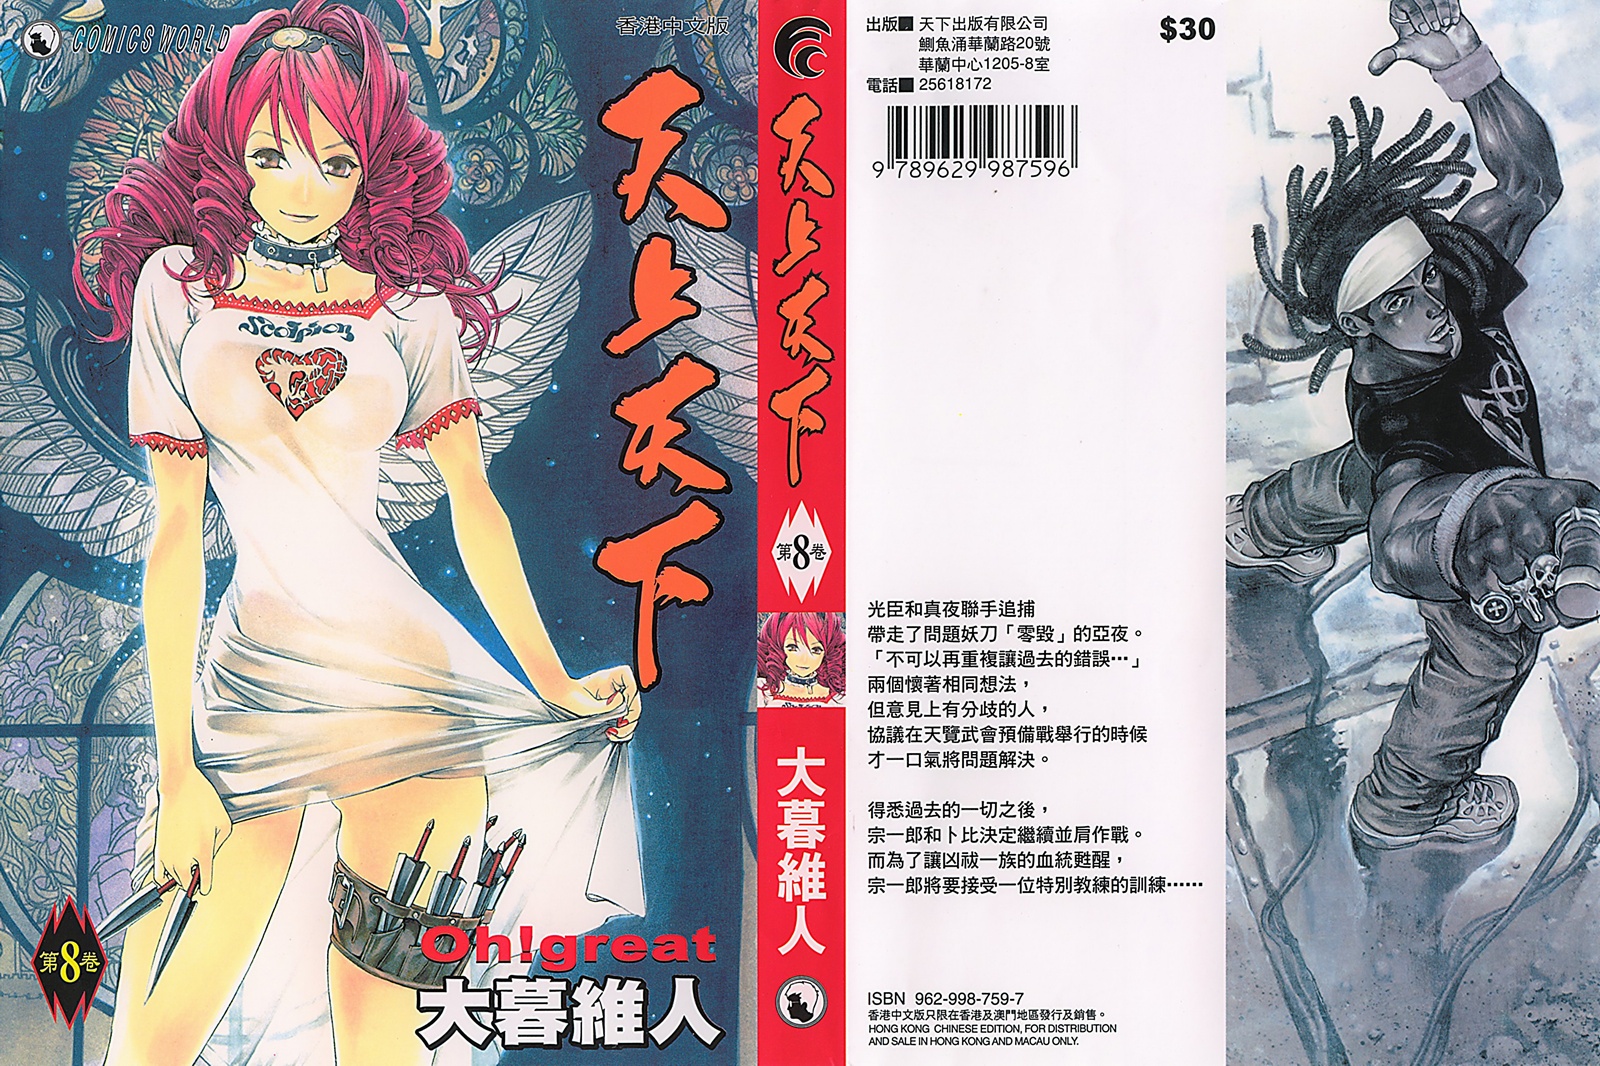 COMICS WORLD
香港中文版
天上天下
Scorpion
第8卷
Oh!great
大暮維人
天上天下
第8卷
大暮維人
出版■ 天下出版有限公司
鰂魚涌華蘭路20號
華蘭中心1205-8室
電話■ 25618172
$30
9 789629 987596
光臣和真夜聯手追捕
帶走了問題妖刀「零毀」的亞夜。
「不可以再重複讓過去的錯誤⋯」
兩個懷著相同想法，
但意見上有分歧的人，
協議在天覽武會預備戰舉行的時候
才一口氣將問題解決。
得悉過去的一切之後，
宗一郎和卜比決定繼續並肩作戰。
而為了讓凶祓一族的血統甦醒，
宗一郎將要接受一位特別教練的訓練⋯⋯
ISBN 962-998-759-7
香港中文版只限在香港及澳門地區發行及銷售。
HONG KONG CHINESE EDITION, FOR DISTRIBUTION
AND SALE IN HONG KONG AND MACAU ONLY.